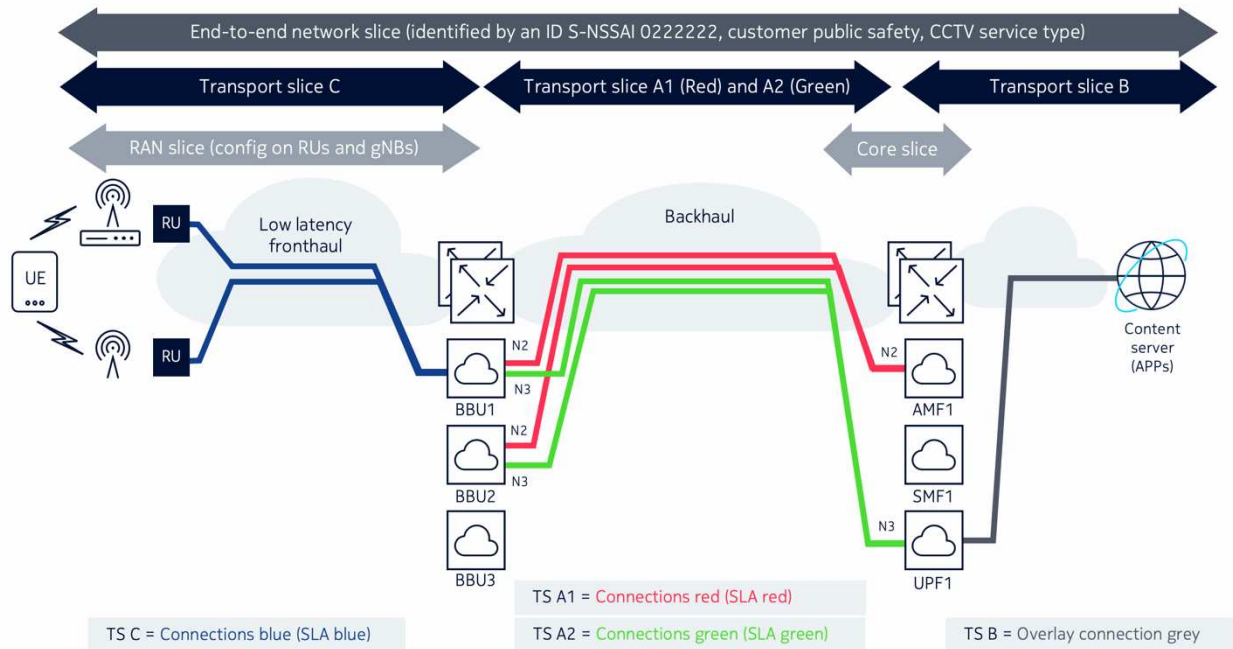 End-to-end network slice (identified by an ID S-NSSAI 0222222, customer public safety, CCTV service type)
Transport slice C
Transport slice A1 (Red) and A2 (Green)
Transport slice B
RAN slice (config on RUs and gNBs)
Core slice
RU
Low latency
fronthaul
Backhaul
UE
RU
N2
N3
BBU1
N2
N3
BBU2
BBU3
N2
AMF1
SMF1
N3
UPF1
Content
server
(APPs)
TS A1 = Connections red (SLA red)
TS C = Connections blue (SLA blue)
TS A2 = Connections green (SLA green)
TS B = Overlay connection grey